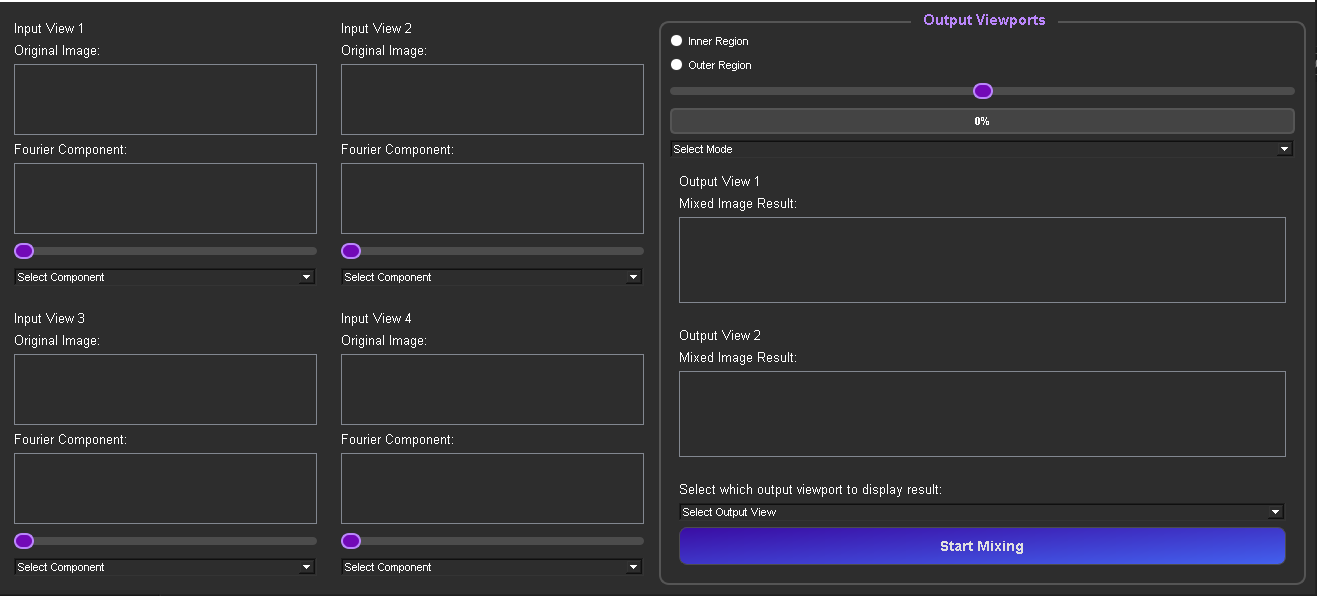 Input View 1
Original Image:
Fourier Component:
Select Component
Input View 2
Original Image:
Fourier Component:
Select Component
Input View 3
Original Image:
Fourier Component:
Select Component
Input View 4
Original Image:
Fourier Component:
Select Component
Output Viewports
Inner Region
Outer Region
0%
Select Mode
Output View 1
Mixed Image Result:
Output View 2
Mixed Image Result:
Select which output viewport to display result:
Select Output View
Start Mixing